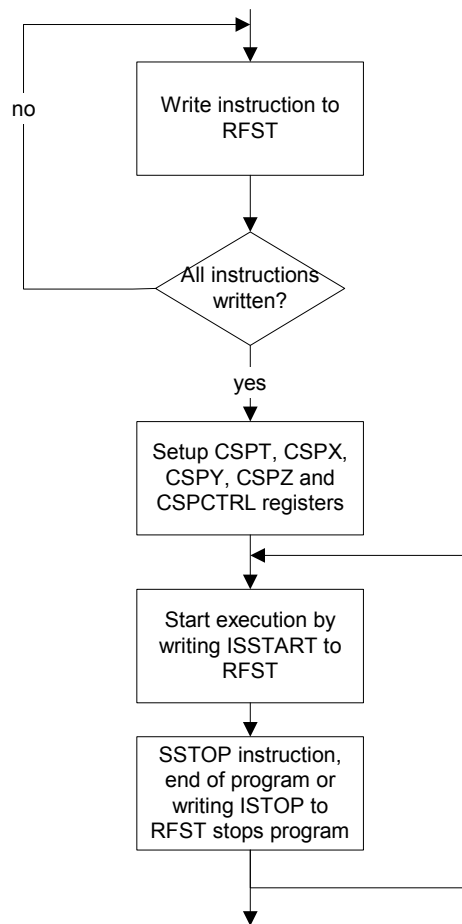 Write instruction to
RFST
no
All instructions
written?
yes
Setup CSPT, CSPX,
CSPY, CSPZ and
CSPCTRL registers
Start execution by
writing ISSTART to
RFST
SSTOP instruction,
end of program or
writing ISTOP to
RFST stops program